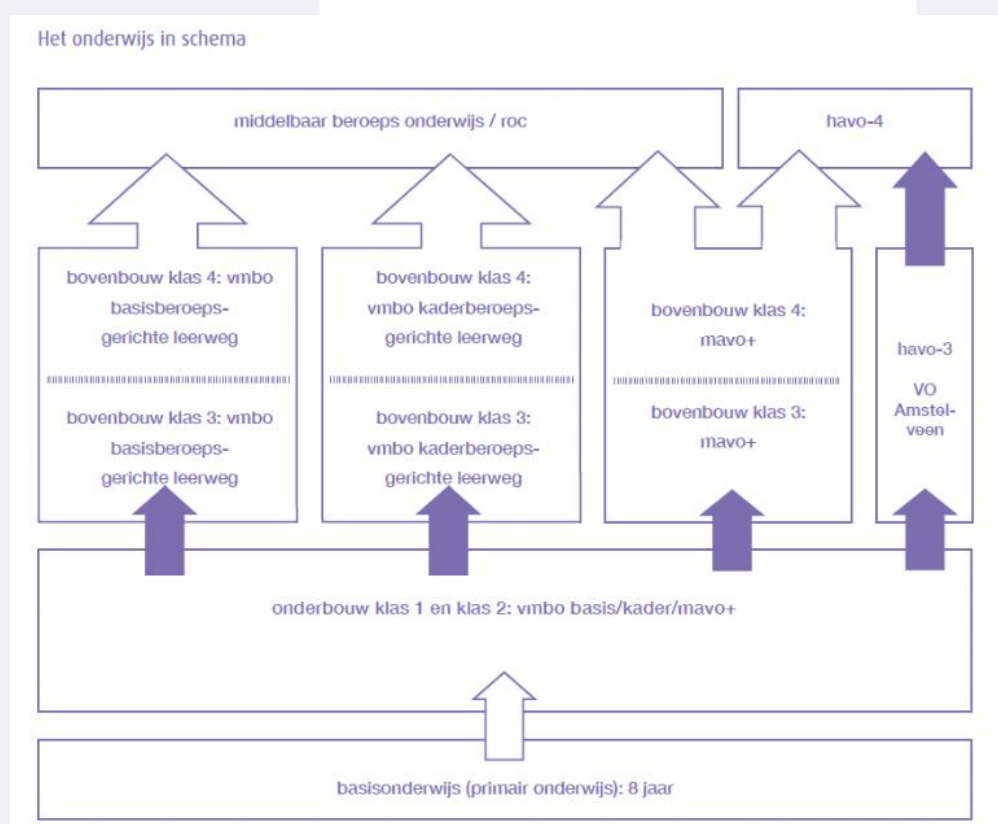 Het onderwijs in schema
middelbaar beroeps onderwijs / roc
havo-4
bovenbouw klas 4: vmbo
basisberoeps-
gerichte leerweg
bovenbouw klas 3: vmbo
basisberoeps-
gerichte leerweg
bovenbouw klas 4:
vmbo kaderberoeps-
gerichte leerweg
bovenbouw klas 3:
vmbo kaderberoeps-
gerichte leerweg
bovenbouw klas 4:
mavo+
bovenbouw klas 3:
mavo+
havo-3
VO
Amstel-
veen
onderbouw klas 1 en klas 2: vmbo basis/kader/mavo+
basisonderwijs (primair onderwijs): 8 jaar